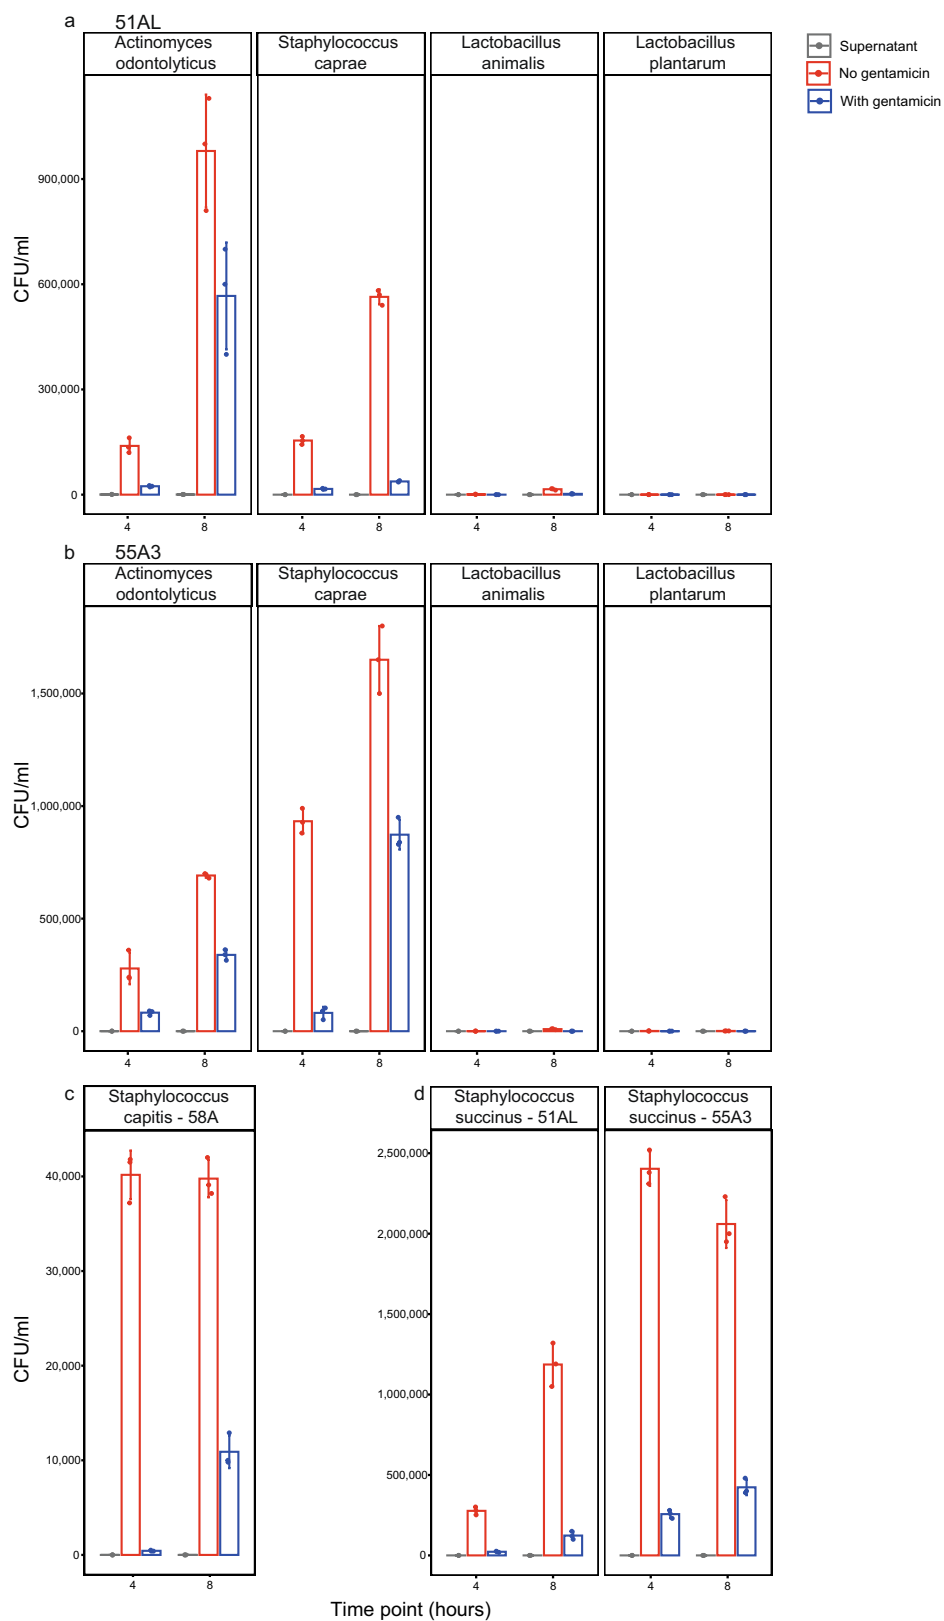 a 51AL
Actinomyces
odontolyticus
Staphylococcus
caprae
Lactobacillus
animalis
Lactobacillus
plantarum
Supernatant
No gentamicin
With gentamicin
CFU/ml
900,000
600,000
300,000
0
4 8 4 8 4 8 4 8
b 55A3
Actinomyces
odontolyticus
Staphylococcus
caprae
Lactobacillus
animalis
Lactobacillus
plantarum
CFU/ml
1,500,000
1,000,000
500,000
0
4 8 4 8 4 8 4 8
c
Staphylococcus
capitis - 58A
CFU/ml
40,000
30,000
20,000
10,000
0
4 8
d
Staphylococcus
succinus - 51AL
Staphylococcus
succinus - 55A3
2,500,000
2,000,000
1,500,000
1,000,000
500,000
0
4 8 4 8
Time point (hours)